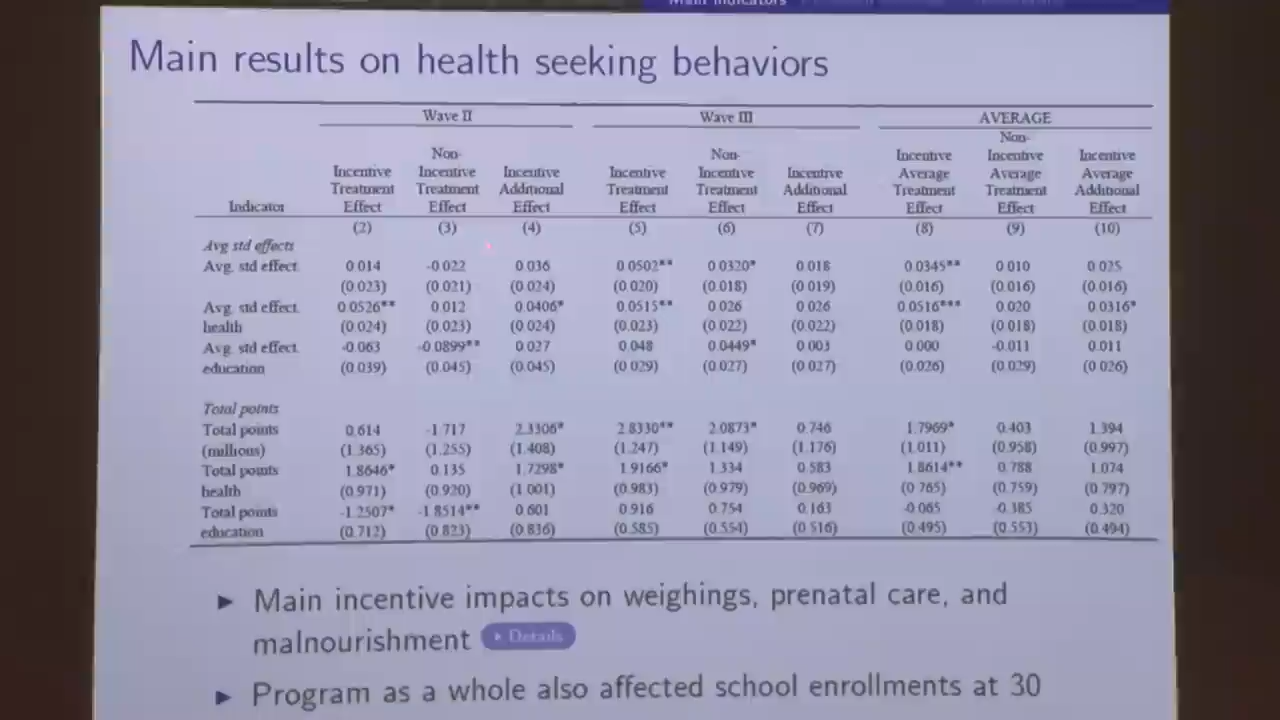 Main indicators
Main results on health seeking behaviors
Wave II Wave III AVERAGE
Indicator Incentive Treatment Effect Non-Incentive Treatment Effect Incentive Additional Effect Incentive Treatment Effect Non-Incentive Treatment Effect Incentive Additional Effect Incentive Average Treatment Effect Non-Incentive Average Treatment Effect Incentive Average Additional Effect
(2) (3) (4) (5) (6) (7) (8) (9) (10)
Avg std effects
Avg. std effect 0.014 -0.022 0.036 0.0502** 0.0320* 0.018 0.0345** 0.010 0.025
(0.023) (0.021) (0.024) (0.020) (0.018) (0.019) (0.016) (0.016) (0.016)
Avg. std effect 0.0526** 0.012 0.0406* 0.0515** 0.026 0.026 0.0516*** 0.020 0.0316*
health (0.024) (0.023) (0.024) (0.023) (0.022) (0.022) (0.018) (0.018) (0.018)
Avg. std effect -0.063 -0.0899** 0.027 0.048 0.0449* 0.003 0.000 -0.011 0.011
education (0.039) (0.045) (0.045) (0.029) (0.027) (0.027) (0.026) (0.029) (0.026)
Total points
Total points 0.614 -1.717 2.3306* 2.8330** 2.0873* 0.746 1.7969* 0.403 1.394
(millions) (1.365) (1.255) (1.408) (1.247) (1.149) (1.176) (1.011) (0.958) (0.997)
Total points 1.8646* 0.135 1.7298* 1.9166* 1.334 0.583 1.8614** 0.788 1.074
health (0.971) (0.920) (1.001) (0.983) (0.979) (0.969) (0.765) (0.759) (0.797)
Total points -1.2507* -1.8514** 0.601 0.916 0.754 0.163 -0.065 -0.385 0.320
education (0.712) (0.823) (0.836) (0.585) (0.554) (0.516) (0.495) (0.553) (0.494)
► Main incentive impacts on weighings, prenatal care, and
malnourishment Details
► Program as a whole also affected school enrollments at 30